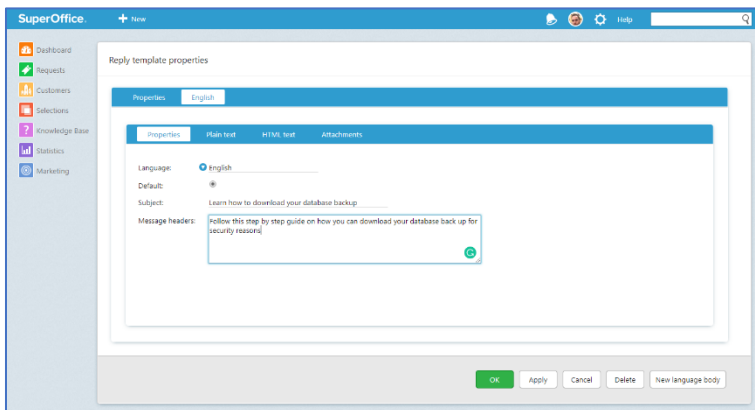 SuperOffice.
New
Help
Dashboard
Requests
Customers
Selections
Knowledge Base
Statistics
Marketing
Reply template properties
Properties English
Properties Plain text HTML text Attachments
Language: English
Default:
Subject: Learn how to download your database backup
Message headers: Follow this step by step guide on how you can download your database back up for
security reasons
OK Apply Cancel Delete New language body